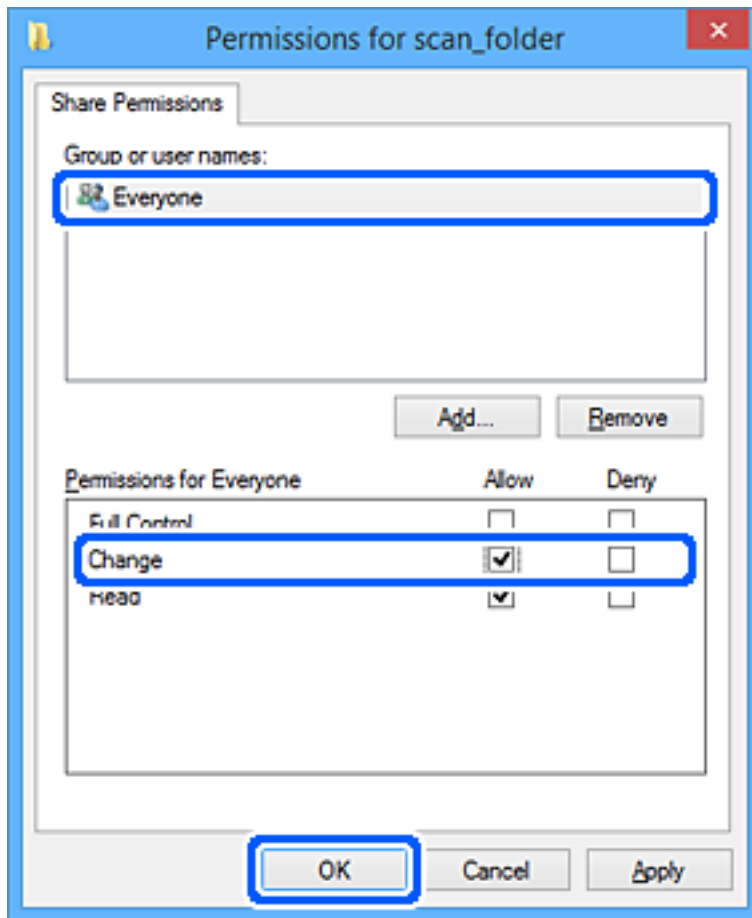 Permissions for scan_folder
Share Permissions
Group or user names:
Everyone
Add... Remove
Permissions for Everyone Allow Deny
Full Control
Change
Read
OK Cancel Apply